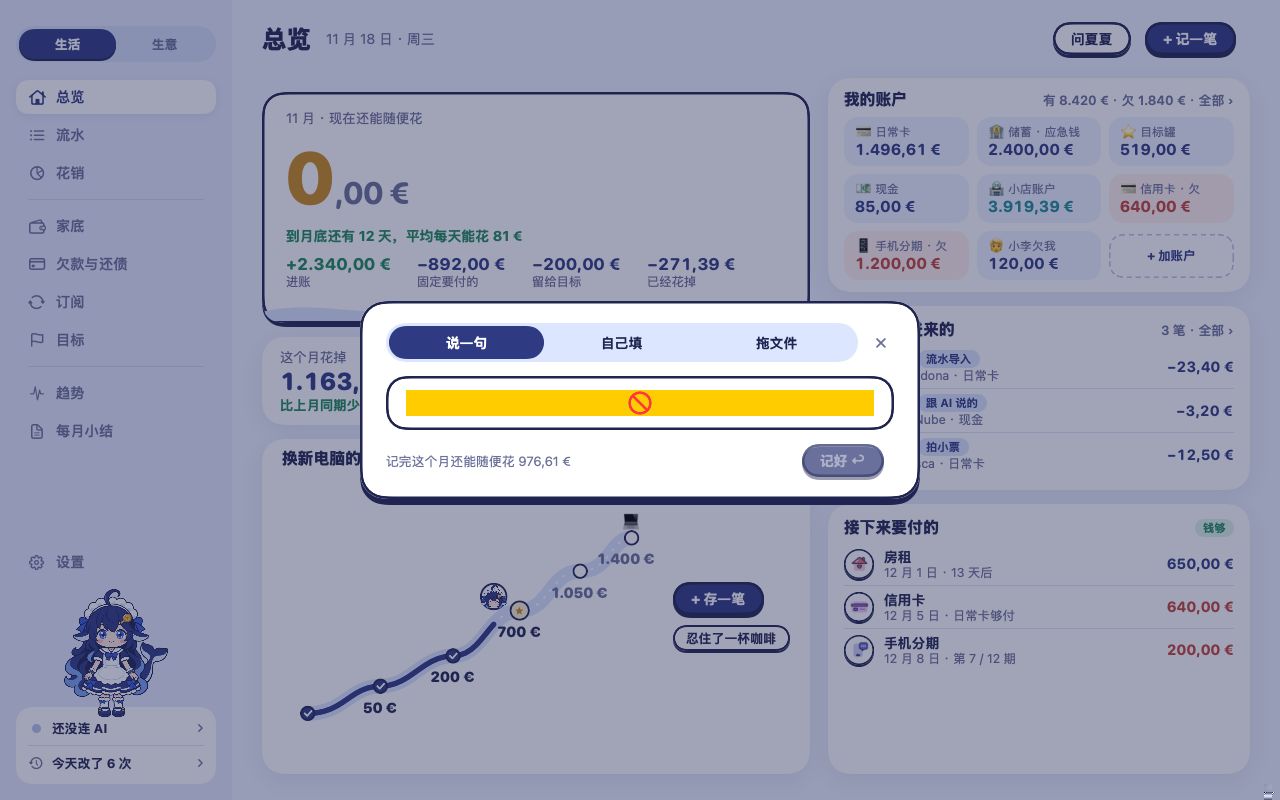 生活
生意
总览
流水
花销
家底
欠款与还债
订阅
目标
趋势
每月小结
设置
还没连 AI
今天改了 6 次
总览
11 月 18 日 · 周三
问夏夏
+ 记一笔
11 月 · 现在还能随便花
0,00 €
到月底还有 12 天，平均每天能花 81 €
+2.340,00 €
进账
−892,00 €
固定要付的
−200,00 €
留给目标
−271,39 €
已经花掉
这个月花掉
1.163,
比上月同期少
换新电脑的
50 €
200 €
700 €
1.050 €
1.400 €
+ 存一笔
忍住了一杯咖啡
说一句
自己填
拖文件
×
记完这个月还能随便花 976,61 €
记好
我的账户
有 8.420 € · 欠 1.840 € · 全部 ›
日常卡
1.496,61 €
储蓄 · 应急钱
2.400,00 €
目标罐
519,00 €
现金
85,00 €
小店账户
3.919,39 €
信用卡 · 欠
640,00 €
手机分期 · 欠
1.200,00 €
小李欠我
120,00 €
+ 加账户
来的
3 笔 · 全部 ›
流水导入
dona · 日常卡
−23,40 €
跟 AI 说的
· 现金
−3,20 €
拍小票
ca · 日常卡
−12,50 €
接下来要付的
钱够
房租
12 月 1 日 · 13 天后
650,00 €
信用卡
12 月 5 日 · 日常卡够付
640,00 €
手机分期
12 月 8 日 · 第 7 / 12 期
200,00 €